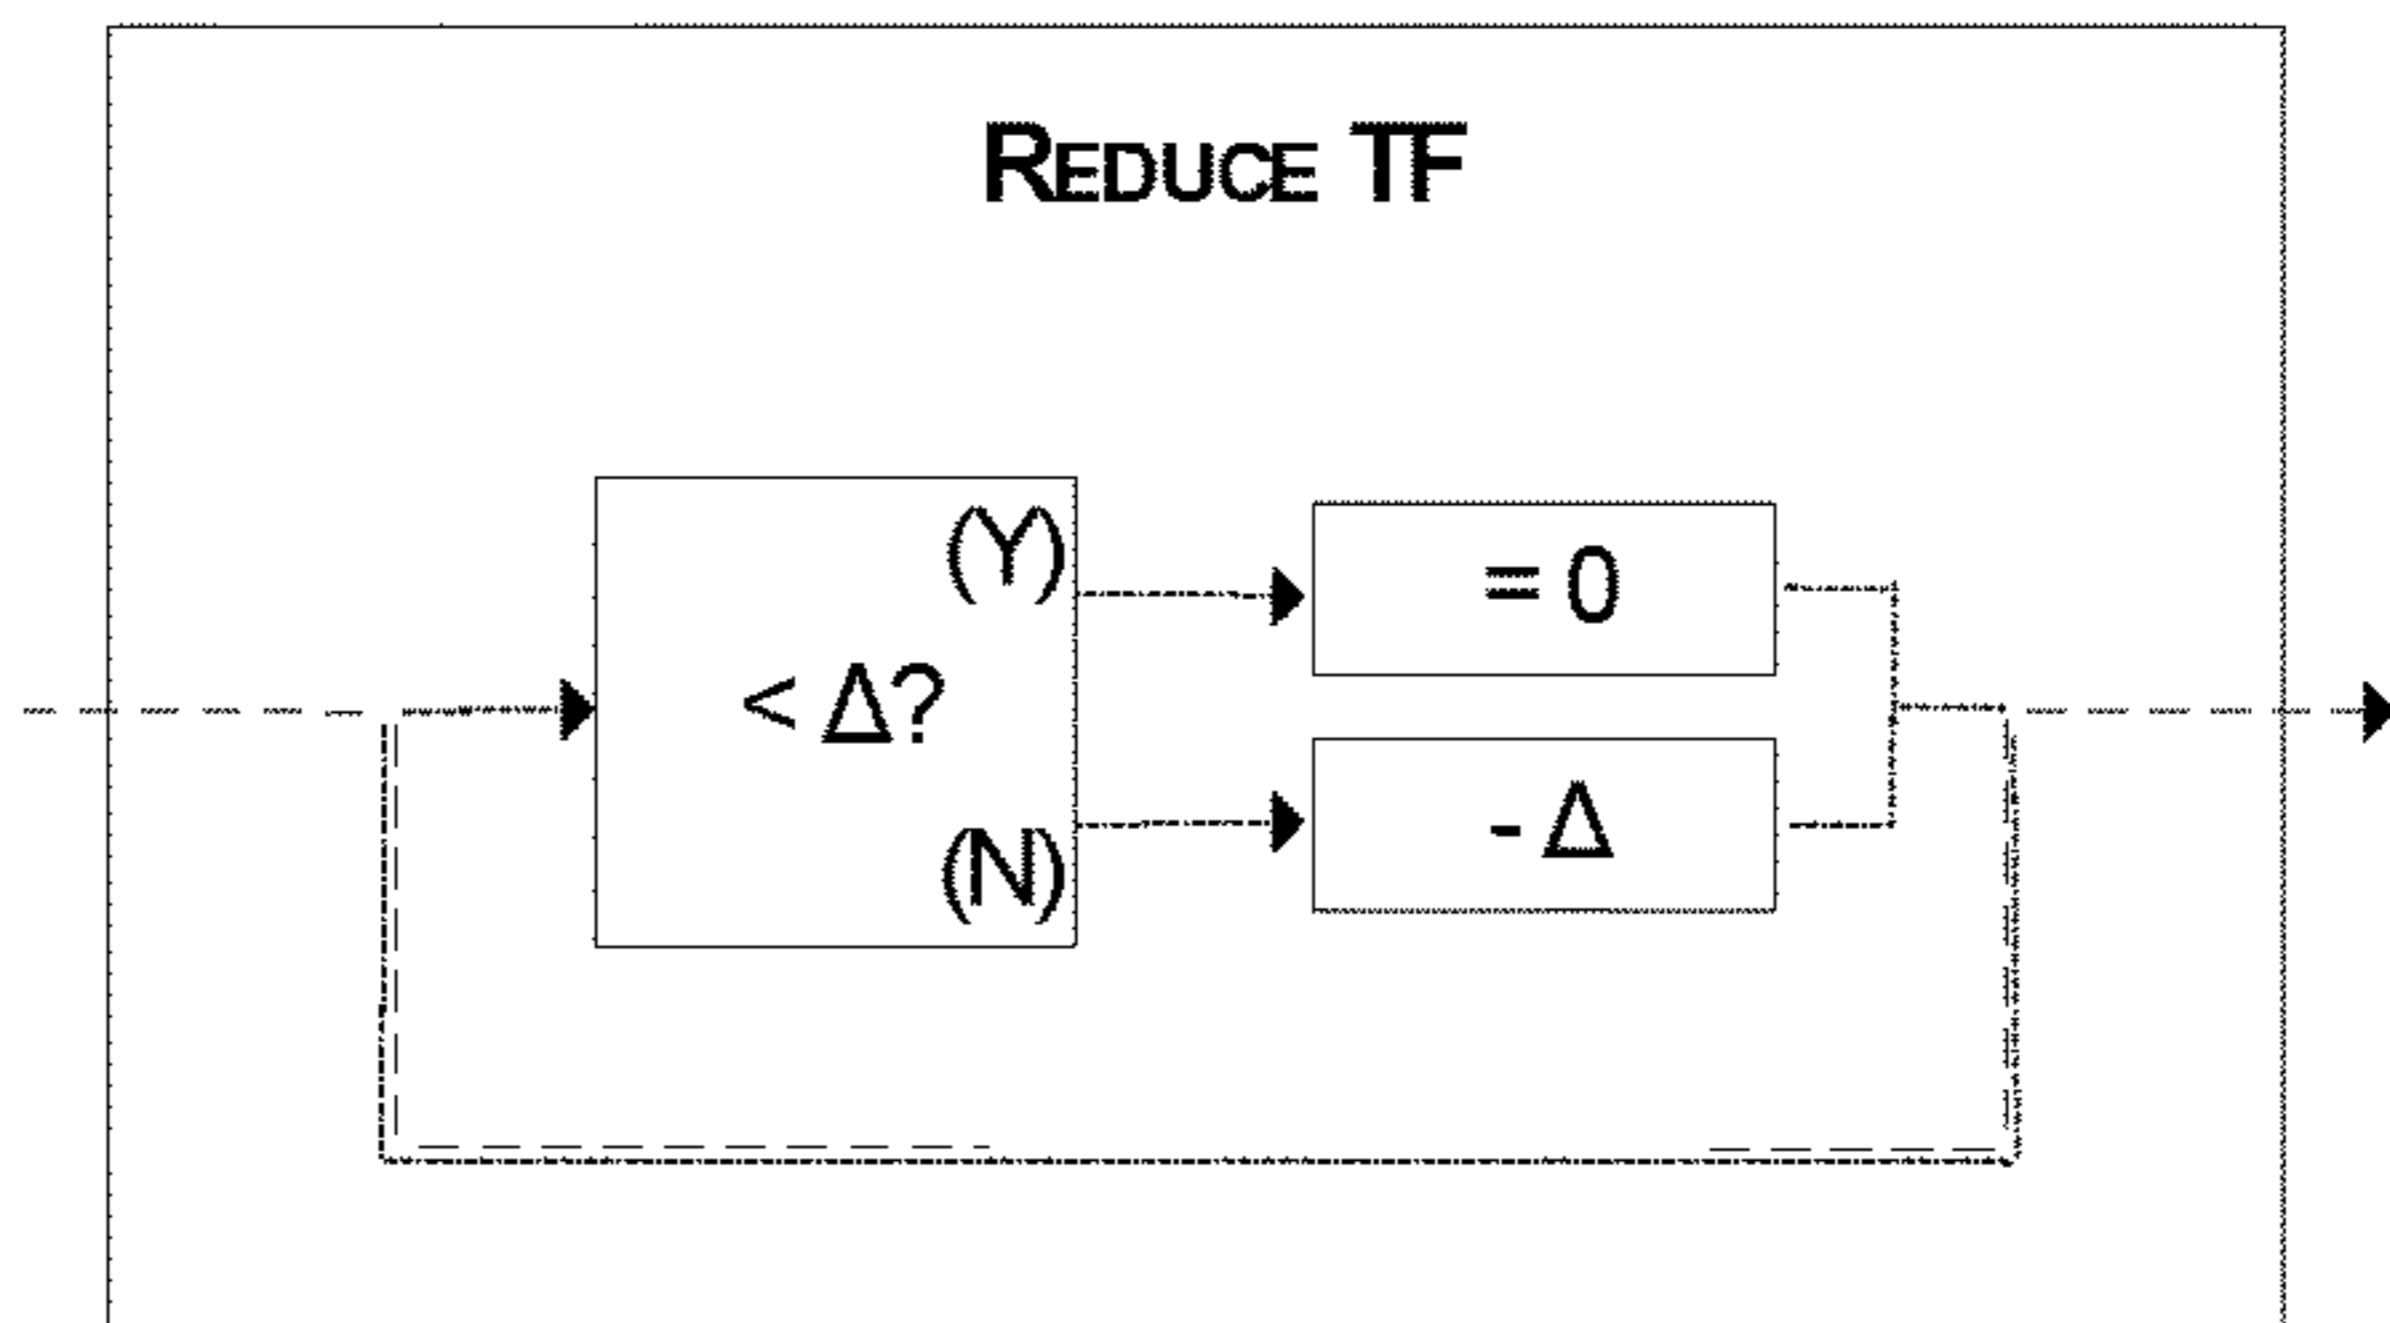 REDUCE TF
(Y)
= 0
< Δ?
- Δ
(N)